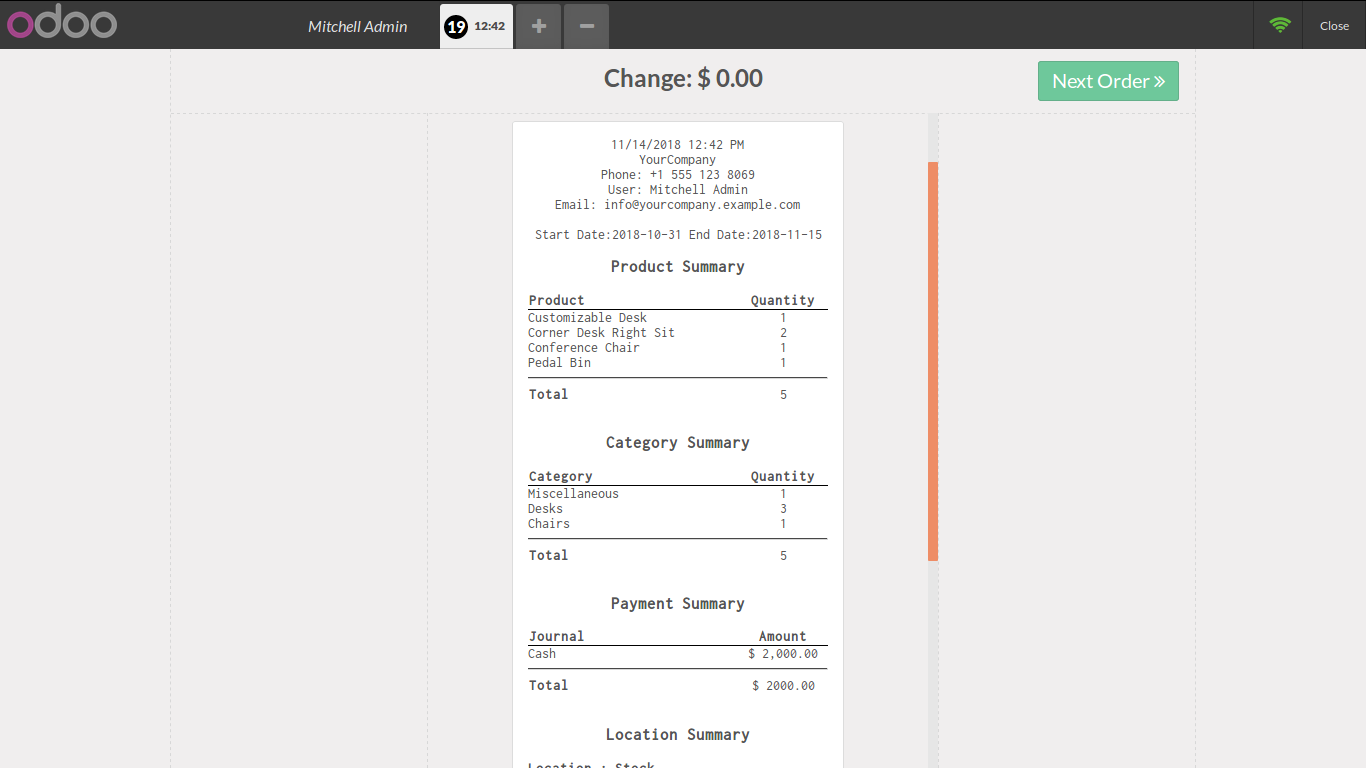 odoo
Mitchell Admin
19 12:42
+
−
Close
Change: $ 0.00
Next Order »
11/14/2018 12:42 PM
YourCompany
Phone: +1 555 123 8069
User: Mitchell Admin
Email: info@yourcompany.example.com
Start Date:2018-10-31 End Date:2018-11-15
Product Summary
Product Quantity
Customizable Desk 1
Corner Desk Right Sit 2
Conference Chair 1
Pedal Bin 1
Total 5
Category Summary
Category Quantity
Miscellaneous 1
Desks 3
Chairs 1
Total 5
Payment Summary
Journal Amount
Cash $ 2,000.00
Total $ 2000.00
Location Summary
Location : Stock